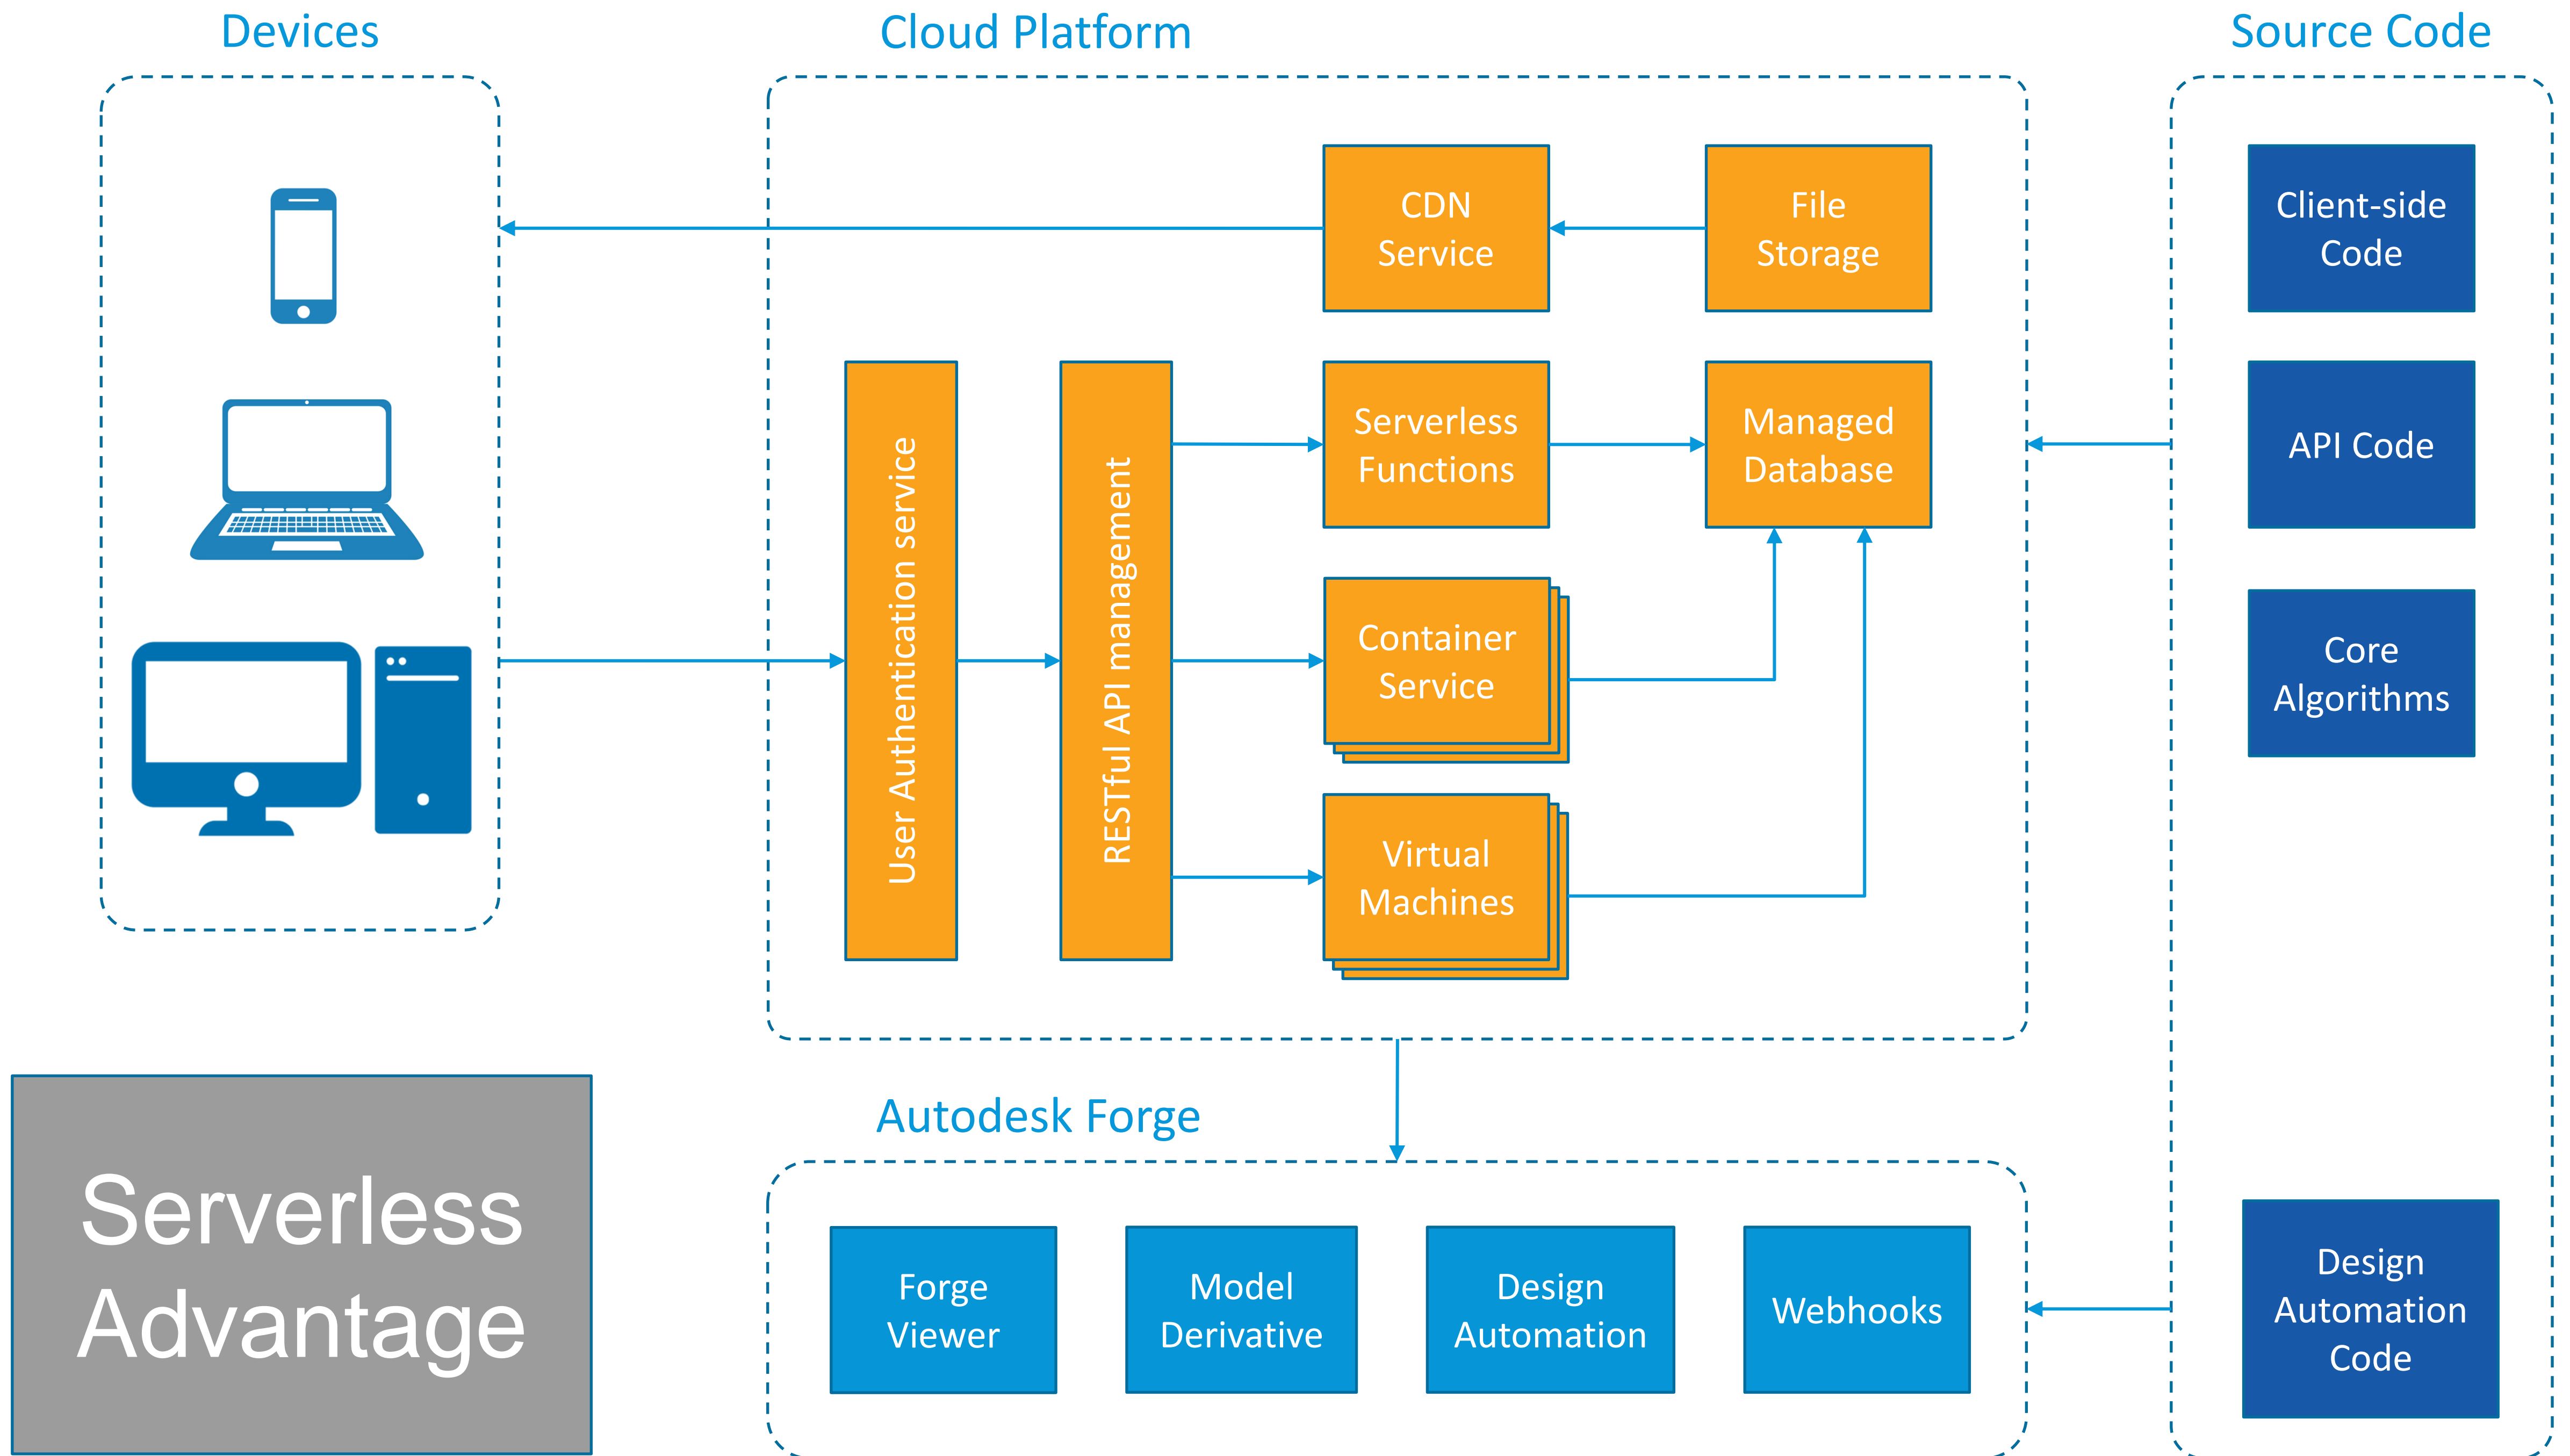 Devices
Cloud Platform
Source Code
CDN
Service
File
Storage
Client-side
Code
User Authentication service
RESTful API management
Serverless
Functions
Managed
Database
API Code
Container
Service
Core
Algorithms
Virtual
Machines
Autodesk Forge
Serverless
Advantage
Forge
Viewer
Model
Derivative
Design
Automation
Webhooks
Design
Automation
Code